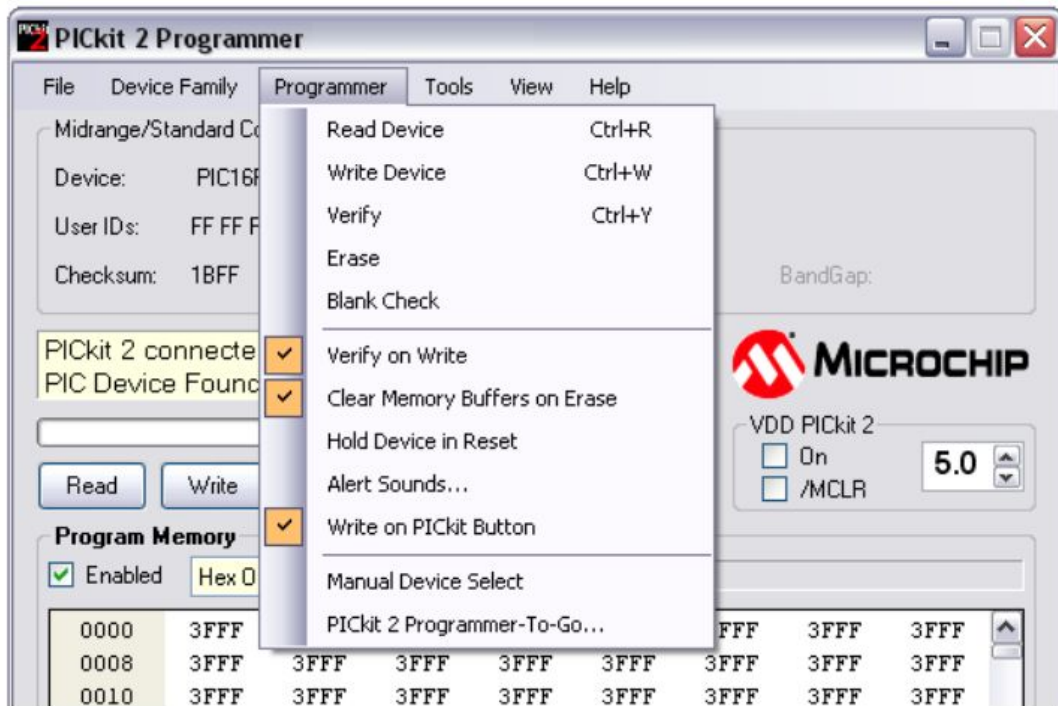 PICkit 2 Programmer
File Device Family Programmer Tools View Help
Midrange/Standard Co
Device: PIC16F
User IDs: FF FF F
Checksum: 1BFF
BandGap:
Read Device Ctrl+R
Write Device Ctrl+W
Verify Ctrl+Y
Erase
Blank Check
Verify on Write
Clear Memory Buffers on Erase
Hold Device in Reset
Alert Sounds...
Write on PICkit Button
Manual Device Select
PICkit 2 Programmer-To-Go...
PICkit 2 connecte
PIC Device Found
MICROCHIP
VDD PICkit 2
On
/MCLR
5.0
Read Write
Program Memory
Enabled Hex O
0000 3FFF FFF 3FFF 3FFF
0008 3FFF 3FFF 3FFF 3FFF 3FFF 3FFF 3FFF 3FFF
0010 3FFF 3FFF 3FFF 3FFF 3FFF 3FFF 3FFF 3FFF